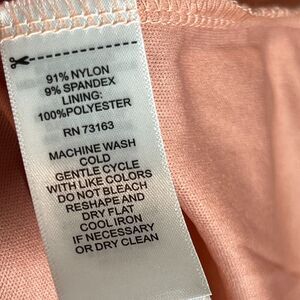 91% NYLON
9% SPANDEX
LINING:
100%POLYESTER
RN 73163
MACHINE WASH
COLD
GENTLE CYCLE
WITH LIKE COLORS
DO NOT BLEACH
RESHAPE AND
DRY FLAT
COOL IRON
IF NECESSARY
OR DRY CLEAN